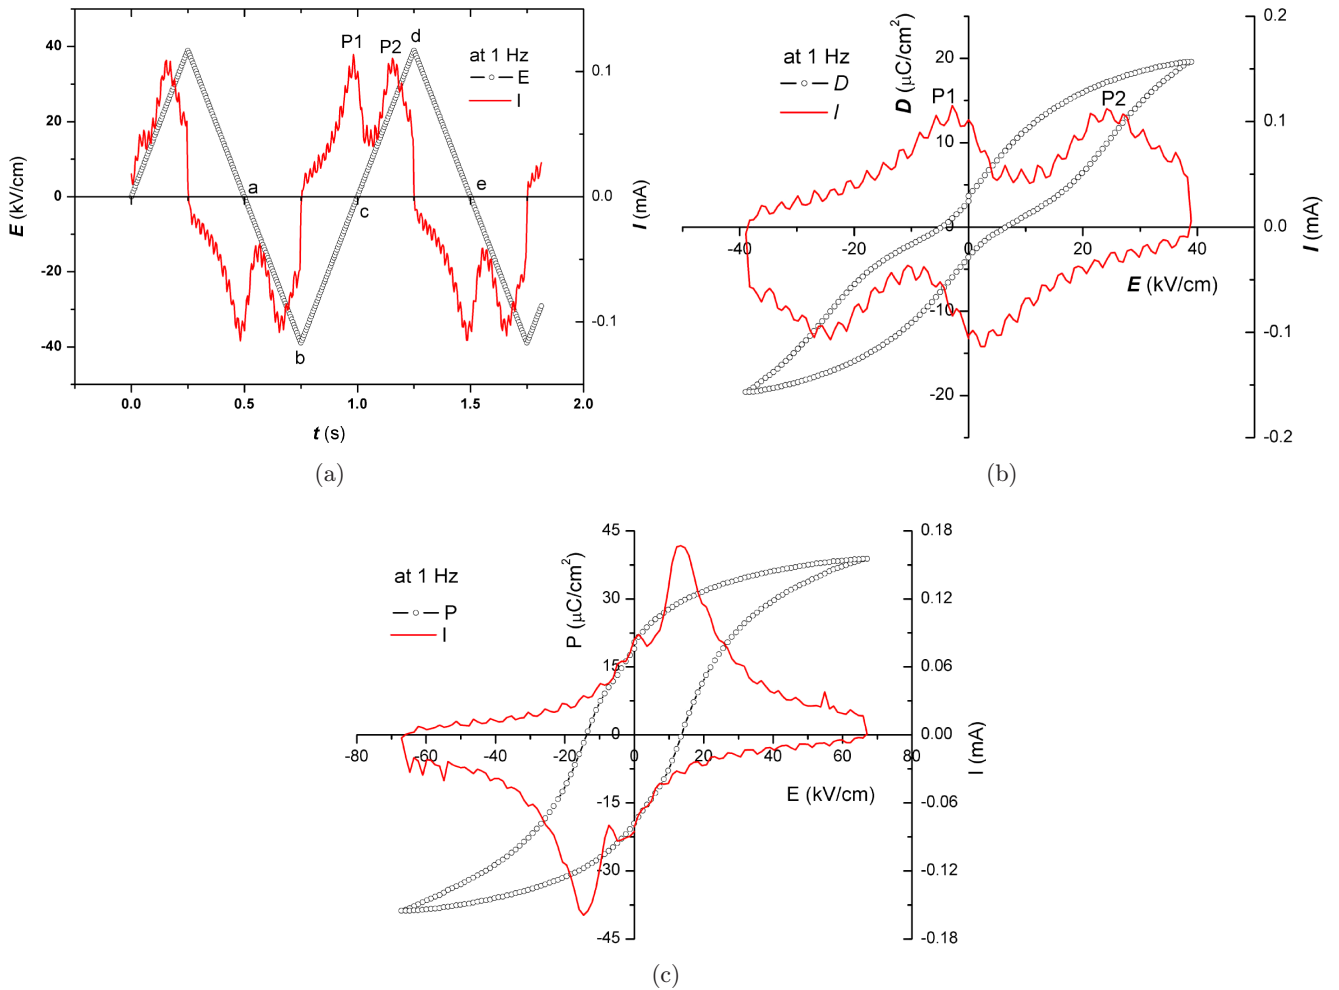 P1
P2
d
at 1 Hz
E
I
40
20
0
-20
-40
E (kV/cm)
0.1
0.0
-0.1
I (mA)
a
b
c
e
0.0
0.5
1.0
1.5
2.0
t (s)
(a)
at 1 Hz
D
I
D (μC/cm²)
20
10
0
-10
-20
P1
P2
-40
-20
0
20
40
E (kV/cm)
0.2
0.1
0.0
-0.1
-0.2
I (mA)
(b)
at 1 Hz
P
I
P (μC/cm²)
45
30
15
0
-15
-30
-45
-80
-60
-40
-20
0
20
40
60
80
E (kV/cm)
0.18
0.12
0.06
0.00
-0.06
-0.12
-0.18
I (mA)
(c)